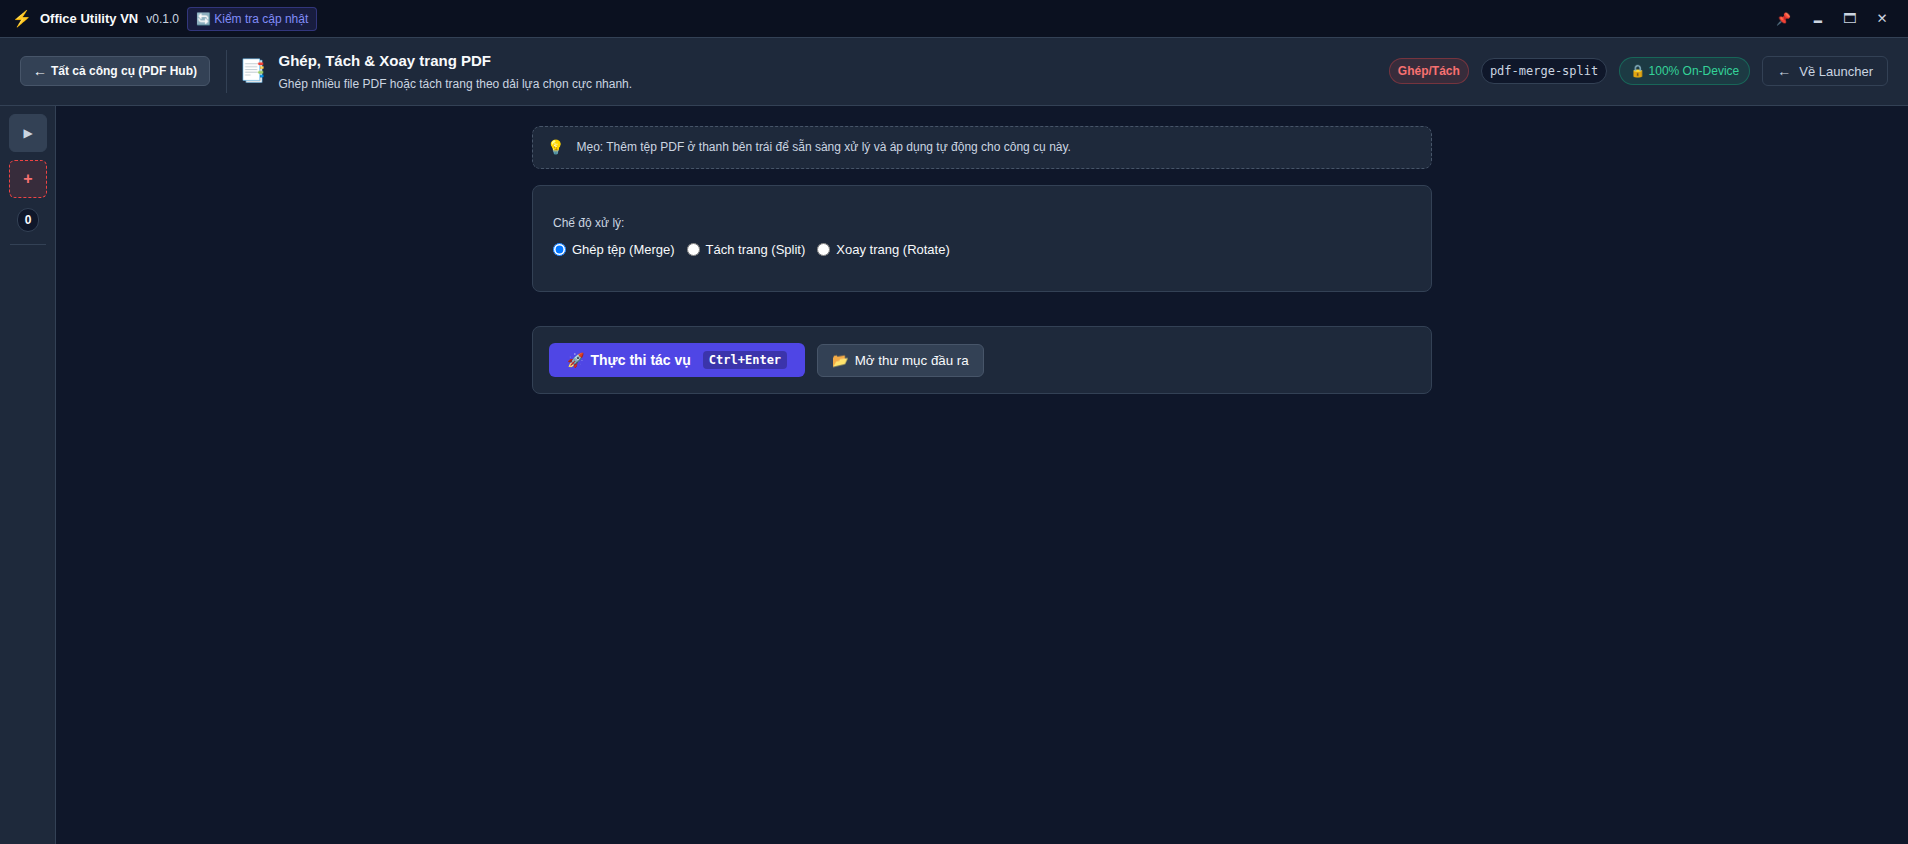 ⚡ Office Utility VN v0.1.0 🔄 Kiểm tra cập nhật
← Tất cả công cụ (PDF Hub)
Ghép, Tách & Xoay trang PDF
Ghép nhiều file PDF hoặc tách trang theo dải lựa chọn cực nhanh.
Ghép/Tách pdf-merge-split 🔒 100% On-Device ← Về Launcher
+
0
💡 Mẹo: Thêm tệp PDF ở thanh bên trái để sẵn sàng xử lý và áp dụng tự động cho công cụ này.
Chế độ xử lý:
Ghép tệp (Merge) Tách trang (Split) Xoay trang (Rotate)
🚀 Thực thi tác vụ Ctrl+Enter 📂 Mở thư mục đầu ra